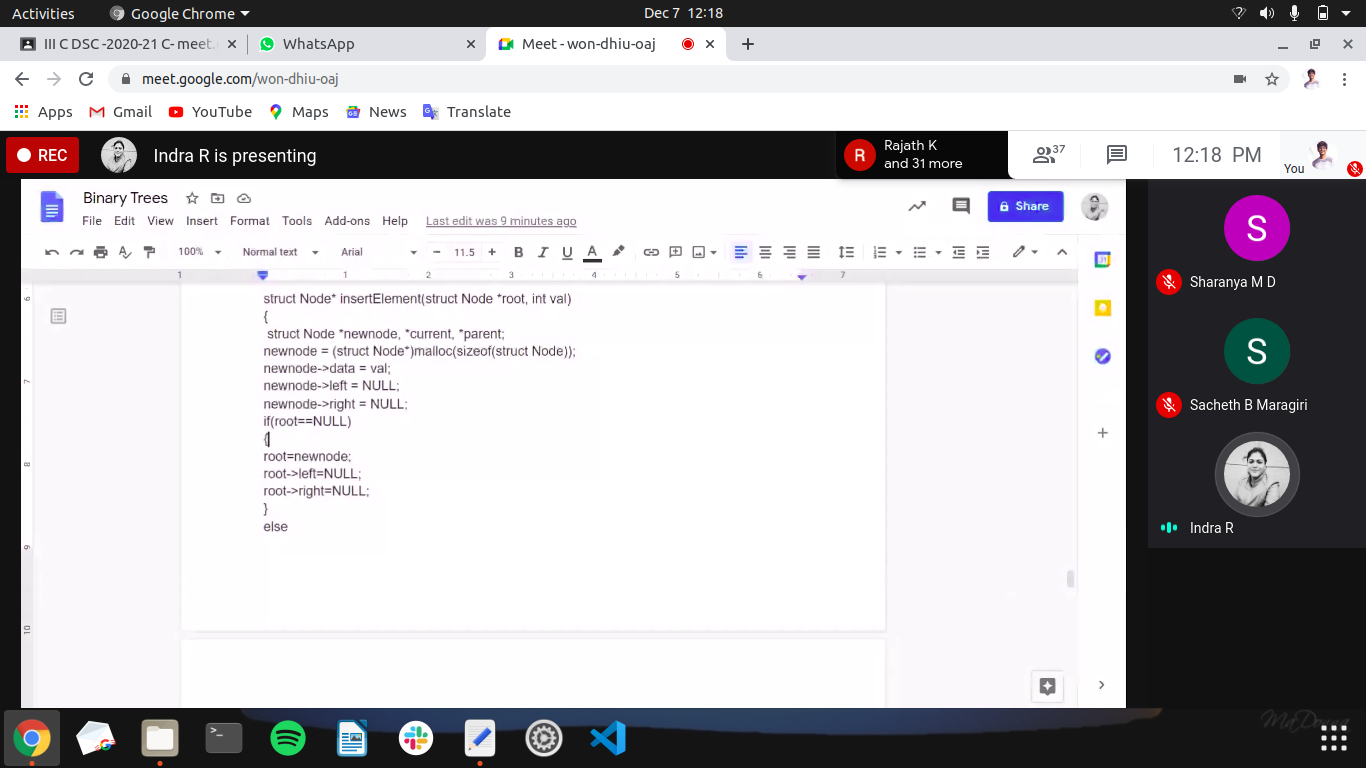 Activities Google Chrome Dec 7 12:18
III C DSC -2020-21 C- meet. WhatsApp Meet - won-dhiu-oaj
meet.google.com/won-dhiu-oaj
Apps Gmail YouTube Maps News Translate
REC Indra R is presenting
R Rajath K
and 31 more
37
12:18 PM
You
Binary Trees
Share
File Edit View Insert Format Tools Add-ons Help Last edit was 9 minutes ago
100% Normal text Arial 11.5 B I U A
1 1 2 3 4 5 6 7
6
7
8
9
10
struct Node* insertElement(struct Node *root, int val)
{
struct Node *newnode, *current, *parent;
newnode = (struct Node*)malloc(sizeof(struct Node));
newnode->data = val;
newnode->left = NULL;
newnode->right = NULL;
if(root==NULL)
{
root=newnode;
root->left=NULL;
root->right=NULL;
}
else
S
Sharanya M D
S
Sacheth B Maragiri
Indra R